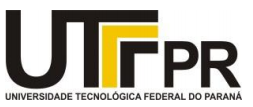 UTFPR
UNIVERSIDADE TECNOLÓGICA FEDERAL DO PARANÁ